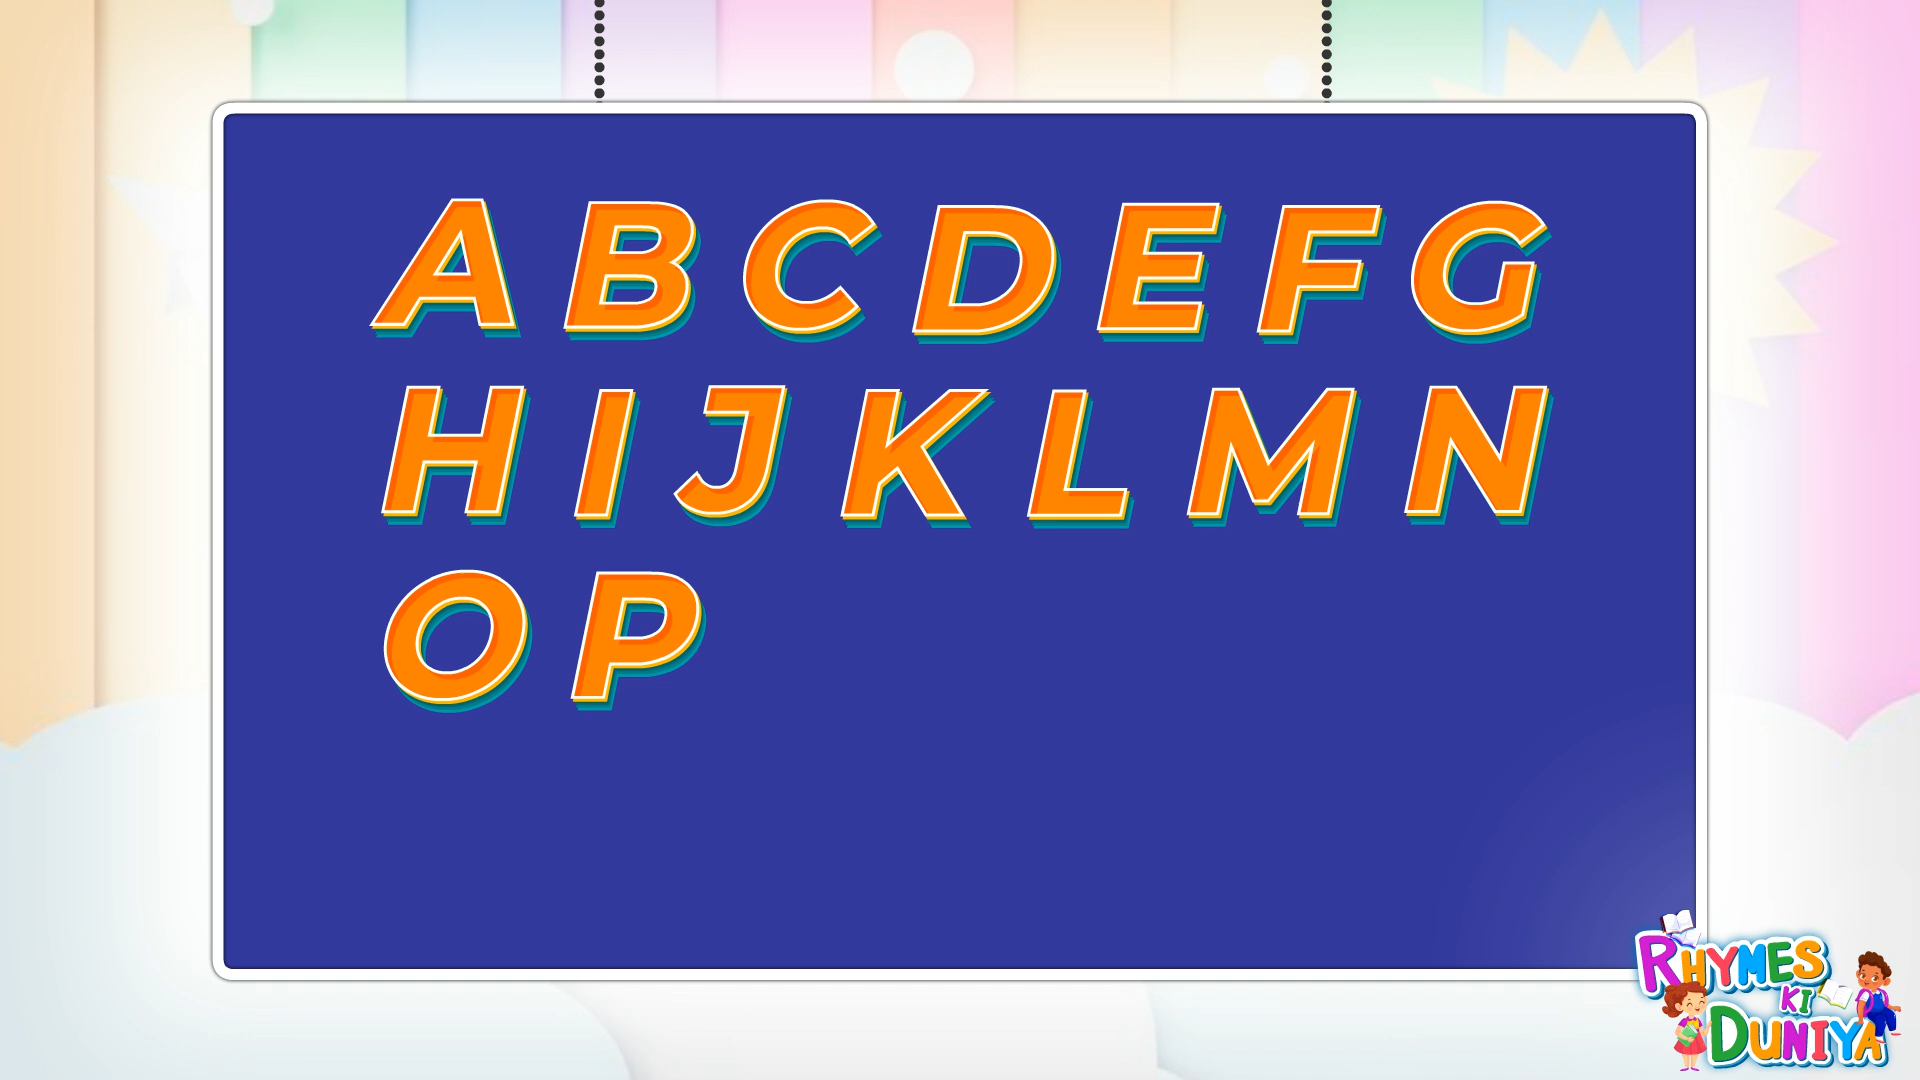 A B C D E F G
H I J K L M N
O P
RHYMES
KI
DUNIYA